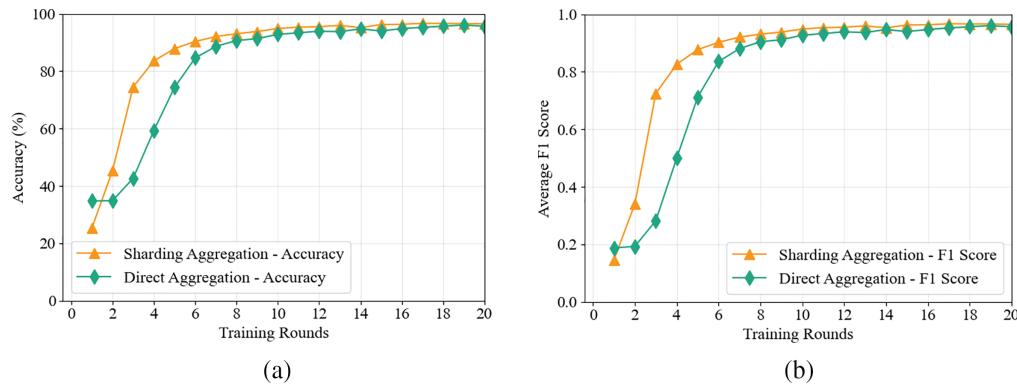 100
80
60
40
20
0
Accuracy (%)
Sharding Aggregation - Accuracy
Direct Aggregation - Accuracy
0 2 4 6 8 10 12 14 16 18 20
Training Rounds
(a)
1.0
0.8
0.6
0.4
0.2
0.0
Average F1 Score
Sharding Aggregation - F1 Score
Direct Aggregation - F1 Score
0 2 4 6 8 10 12 14 16 18 20
Training Rounds
(b)